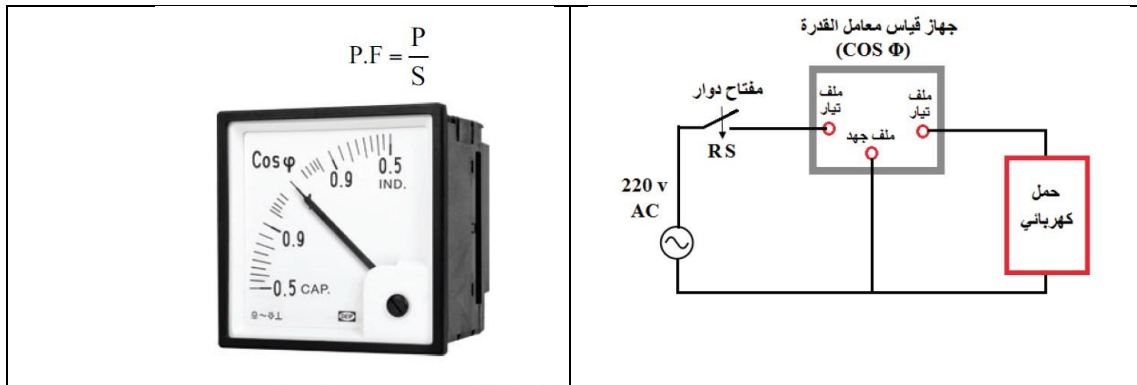 P.F = P/S
Cosφ
0.9
0.5
IND.
0.9
0.5 CAP.
جهاز قياس معامل القدرة
(COS Φ)
مفتاح دوار
RS
ملف
تيار
ملف جهد
ملف
تيار
220 v
AC
حمل
كهربائي